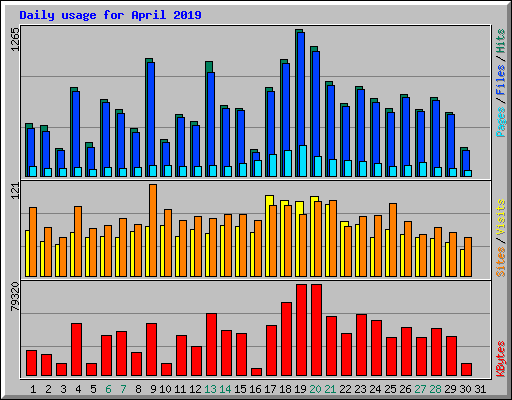 Daily usage for April 2019
1265
Pages / Files / Hits
121
Sites / Visits
79320
KBytes
1 2 3 4 5 6 7 8 9 10 11 12 13 14 15 16 17 18 19 20 21 22 23 24 25 26 27 28 29 30 31